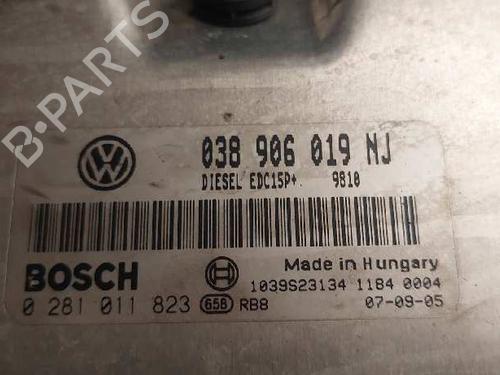 038 906 019 NJ
DIESEL EDC15P+ 9810
BOSCH
Made in Hungary
0 281 011 823 658 RB8
1039S23134 1184 0004
07-09-05
B-PARTS